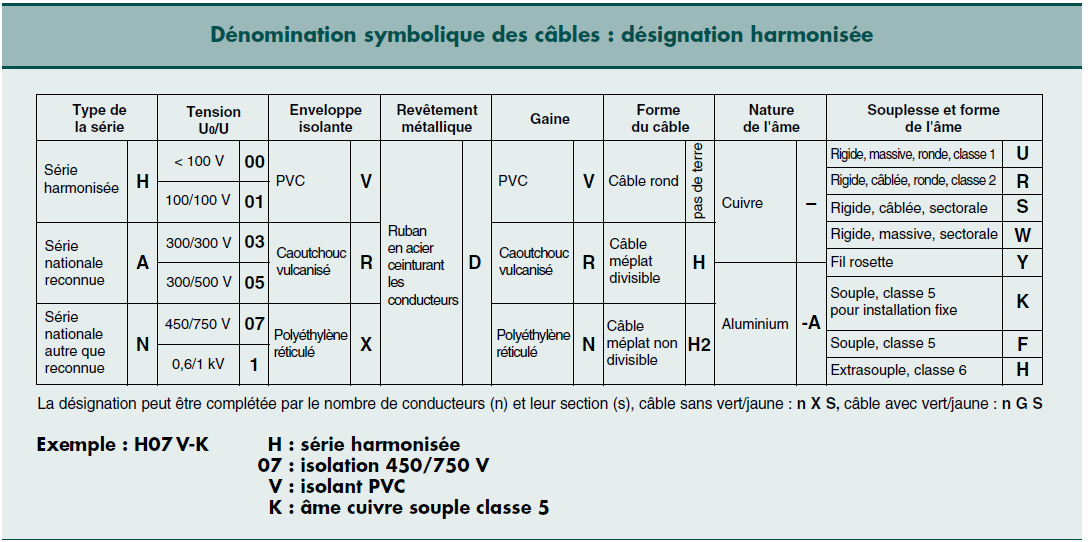 Dénomination symbolique des câbles : désignation harmonisée
Type de
la série
Tension
U0/U
Enveloppe
isolante
Revêtement
métallique
Gaine
Forme
du câble
Nature
de l'âme
Souplesse et forme
de l'âme
Série
harmonisée
H
Série
nationale
reconnue
A
Série
nationale
autre que
reconnue
N
< 100 V 00
100/100 V 01
300/300 V 03
300/500 V 05
450/750 V 07
0,6/1 kV 1
PVC V
Caoutchouc
vulcanisé
R
Polyéthylène
réticulé
X
Ruban
en acier
ceinturant
les
conducteurs
D
PVC V
Caoutchouc
vulcanisé
R
Polyéthylène
réticulé
N
Câble rond
pas de terre
Câble
méplat
divisible
H
Câble
méplat non
divisible
H2
Cuivre –
Aluminium -A
Rigide, massive, ronde, classe 1 U
Rigide, câblée, ronde, classe 2 R
Rigide, câblée, sectorale S
Rigide, massive, sectorale W
Fil rosette Y
Souple, classe 5
pour installation fixe
K
Souple, classe 5 F
Extrasouple, classe 6 H
La désignation peut être complétée par le nombre de conducteurs (n) et leur section (s), câble sans vert/jaune : n X S, câble avec vert/jaune : n G S
Exemple : H07 V-K H : série harmonisée
07 : isolation 450/750 V
V : isolant PVC
K : âme cuivre souple classe 5